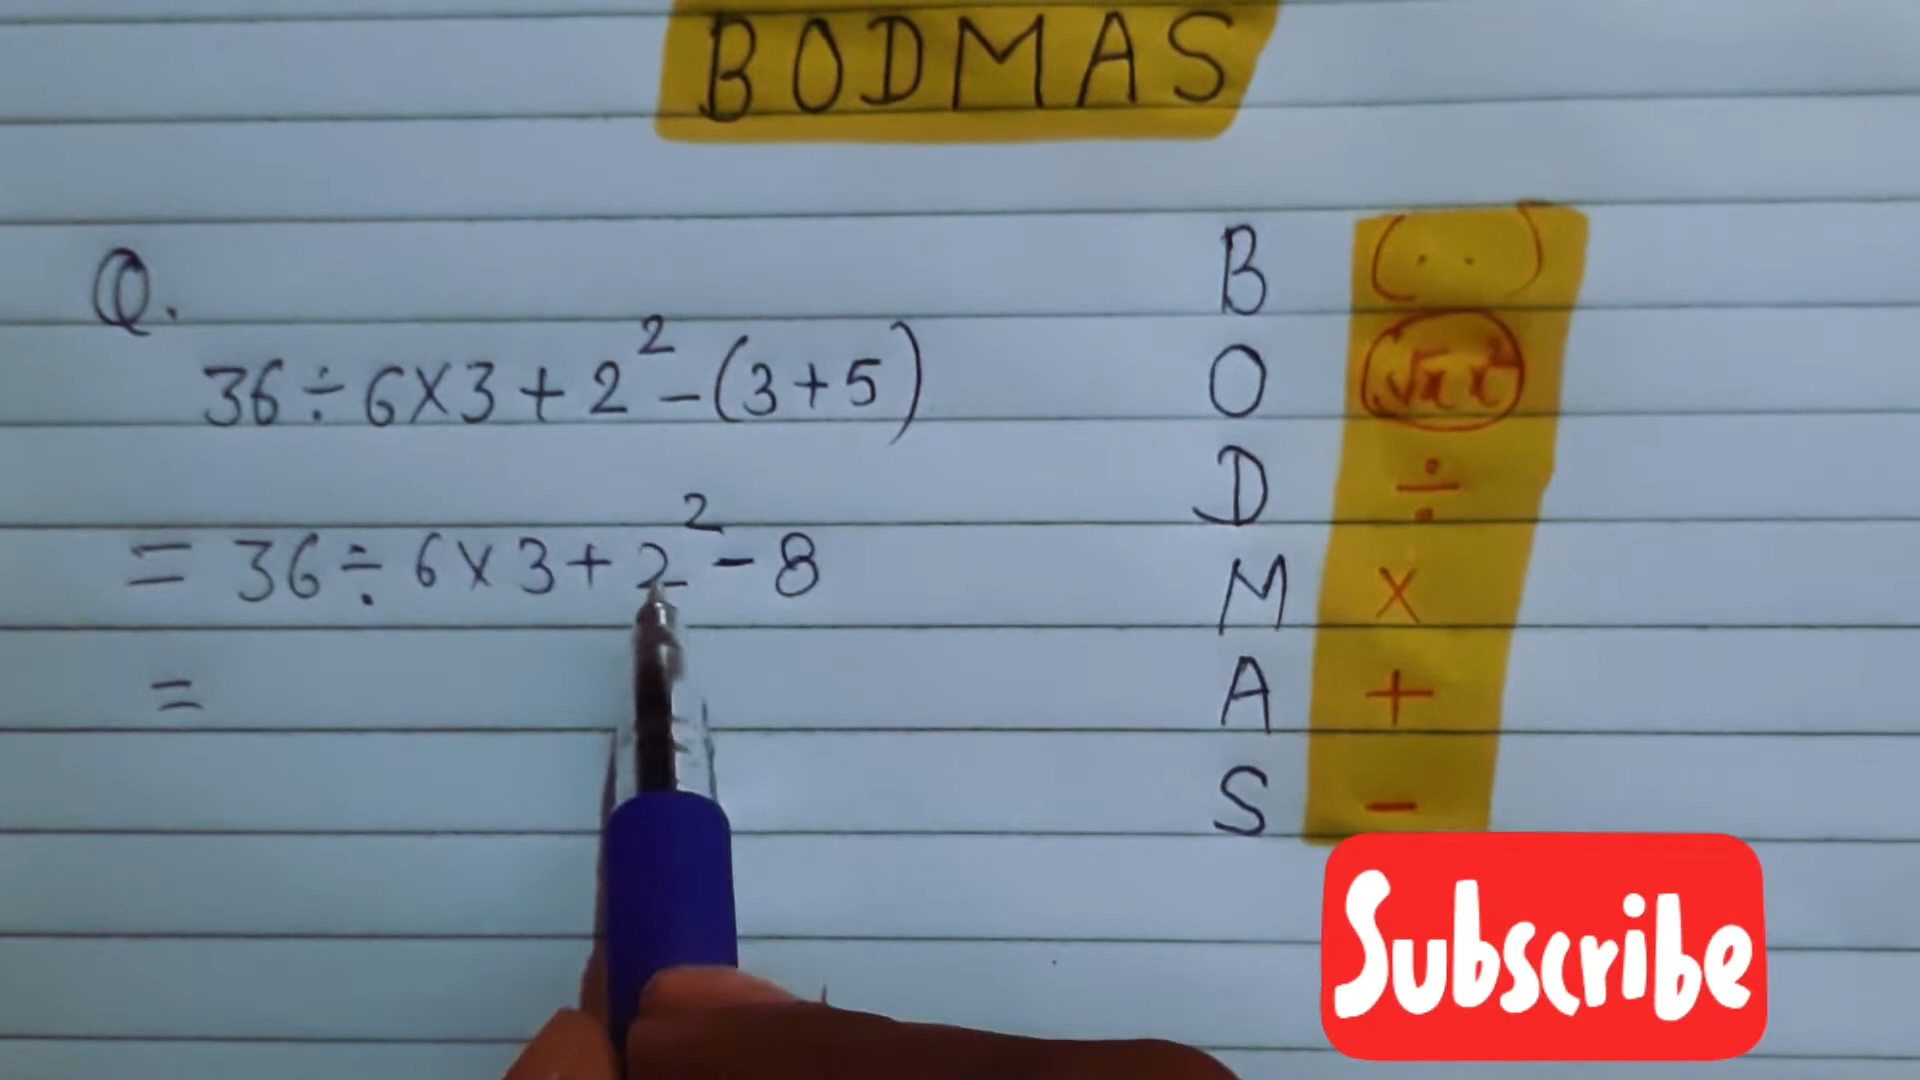 BODMAS
Q.
36 ÷ 6 × 3 + 2² - (3 + 5)
= 36 ÷ 6 × 3 + 2² - 8
=
B (..)
O (√x x²)
D ÷
M ×
A +
S -
Subscribe